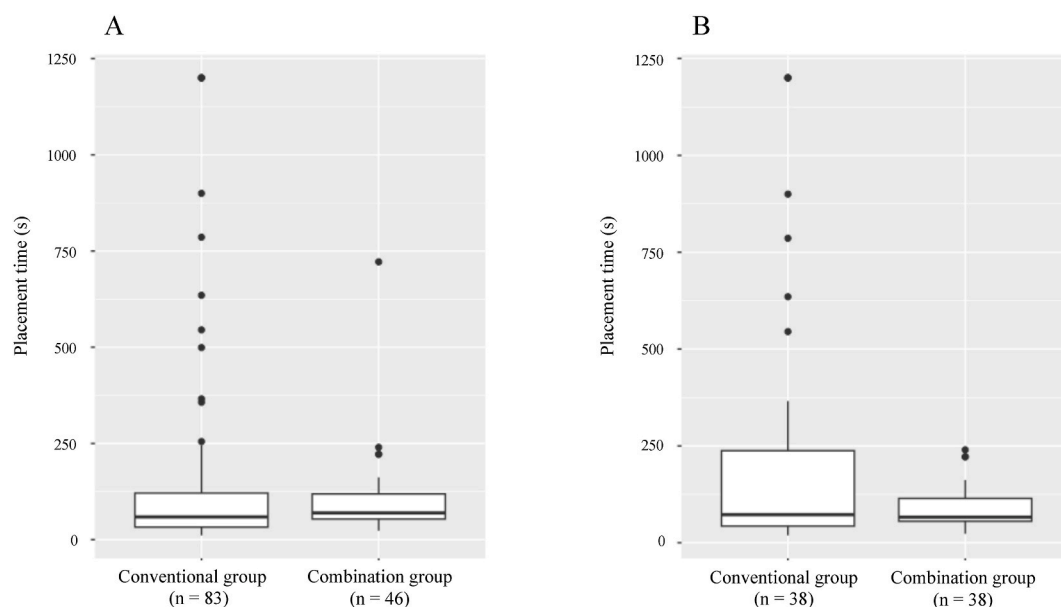 A
Placement time (s)
1250
1000
750
500
250
0
Conventional group
(n = 83)
Combination group
(n = 46)
B
Placement time (s)
1250
1000
750
500
250
0
Conventional group
(n = 38)
Combination group
(n = 38)